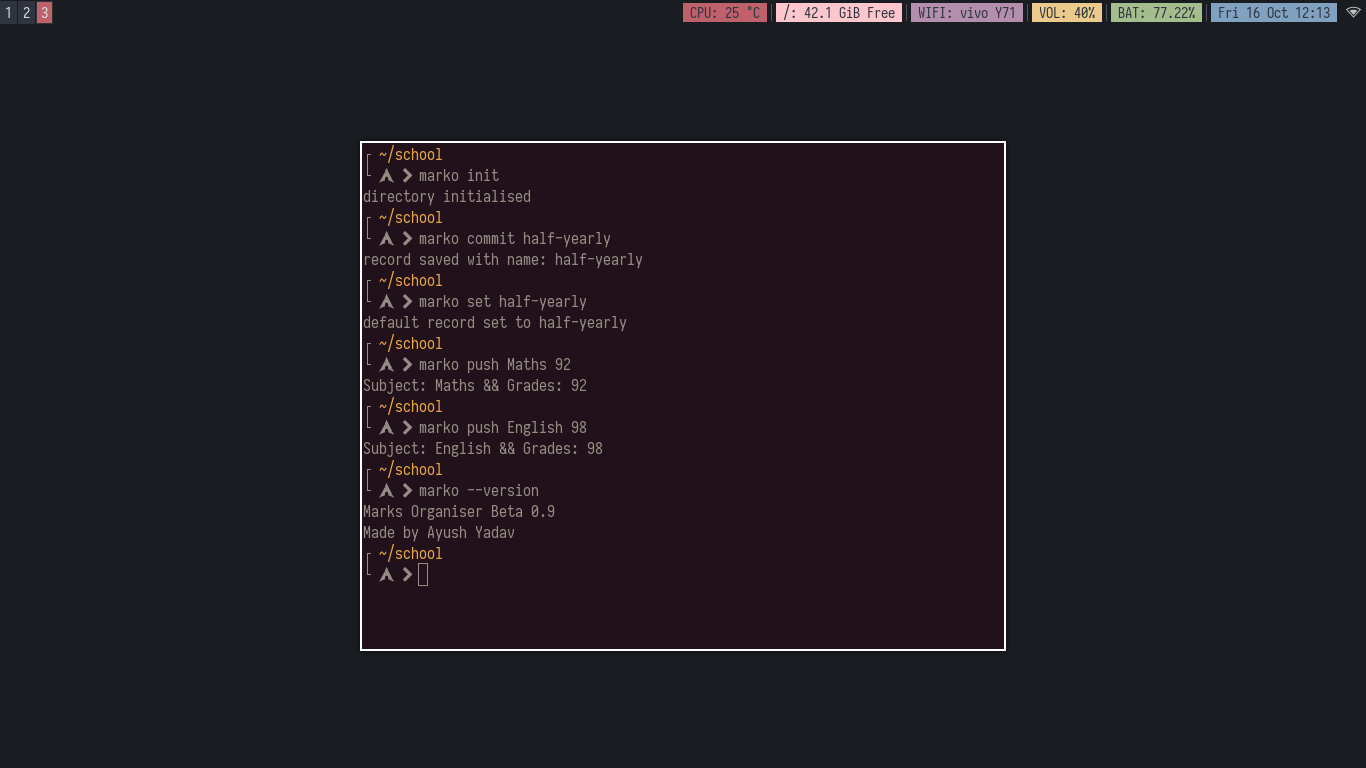 1 2 3 CPU: 25 °C /: 42.1 GiB Free WIFI: vivo Y71 VOL: 40% BAT: 77.22% Fri 16 Oct 12:13
~/school
marko init
directory initialised
~/school
marko commit half-yearly
record saved with name: half-yearly
~/school
marko set half-yearly
default record set to half-yearly
~/school
marko push Maths 92
Subject: Maths && Grades: 92
~/school
marko push English 98
Subject: English && Grades: 98
~/school
marko --version
Marks Organiser Beta 0.9
Made by Ayush Yadav
~/school